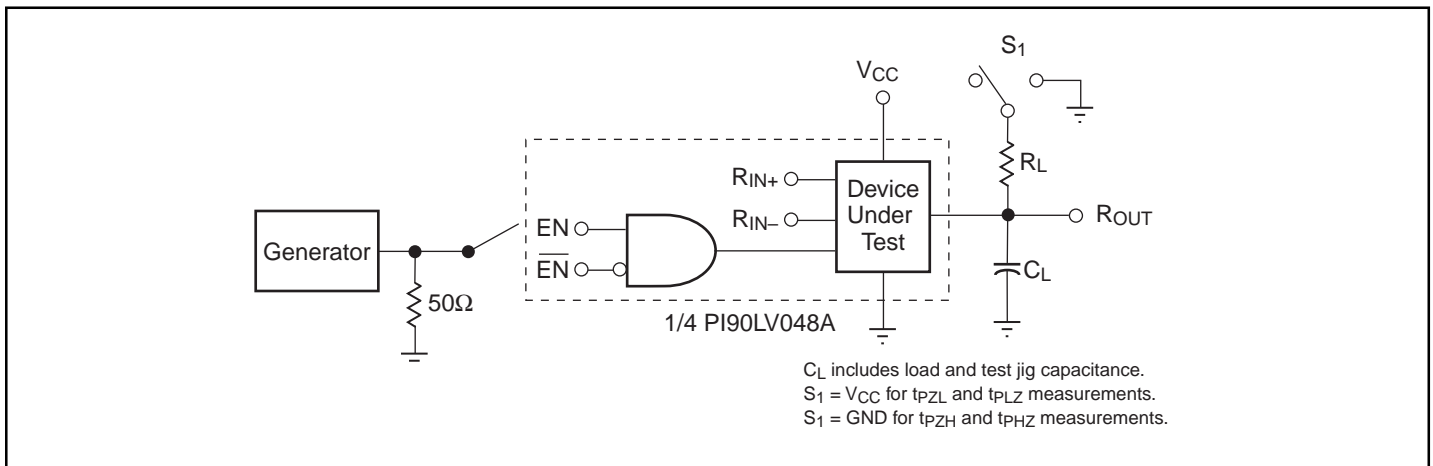 S1
VCC
RL
RIN+
Device
Under
Test
RIN–
ROUT
EN
Generator
EN
CL
50Ω
1/4 PI90LV048A
CL includes load and test jig capacitance.
S1 = VCC for tPZL and tPLZ measurements.
S1 = GND for tPZH and tPHZ measurements.